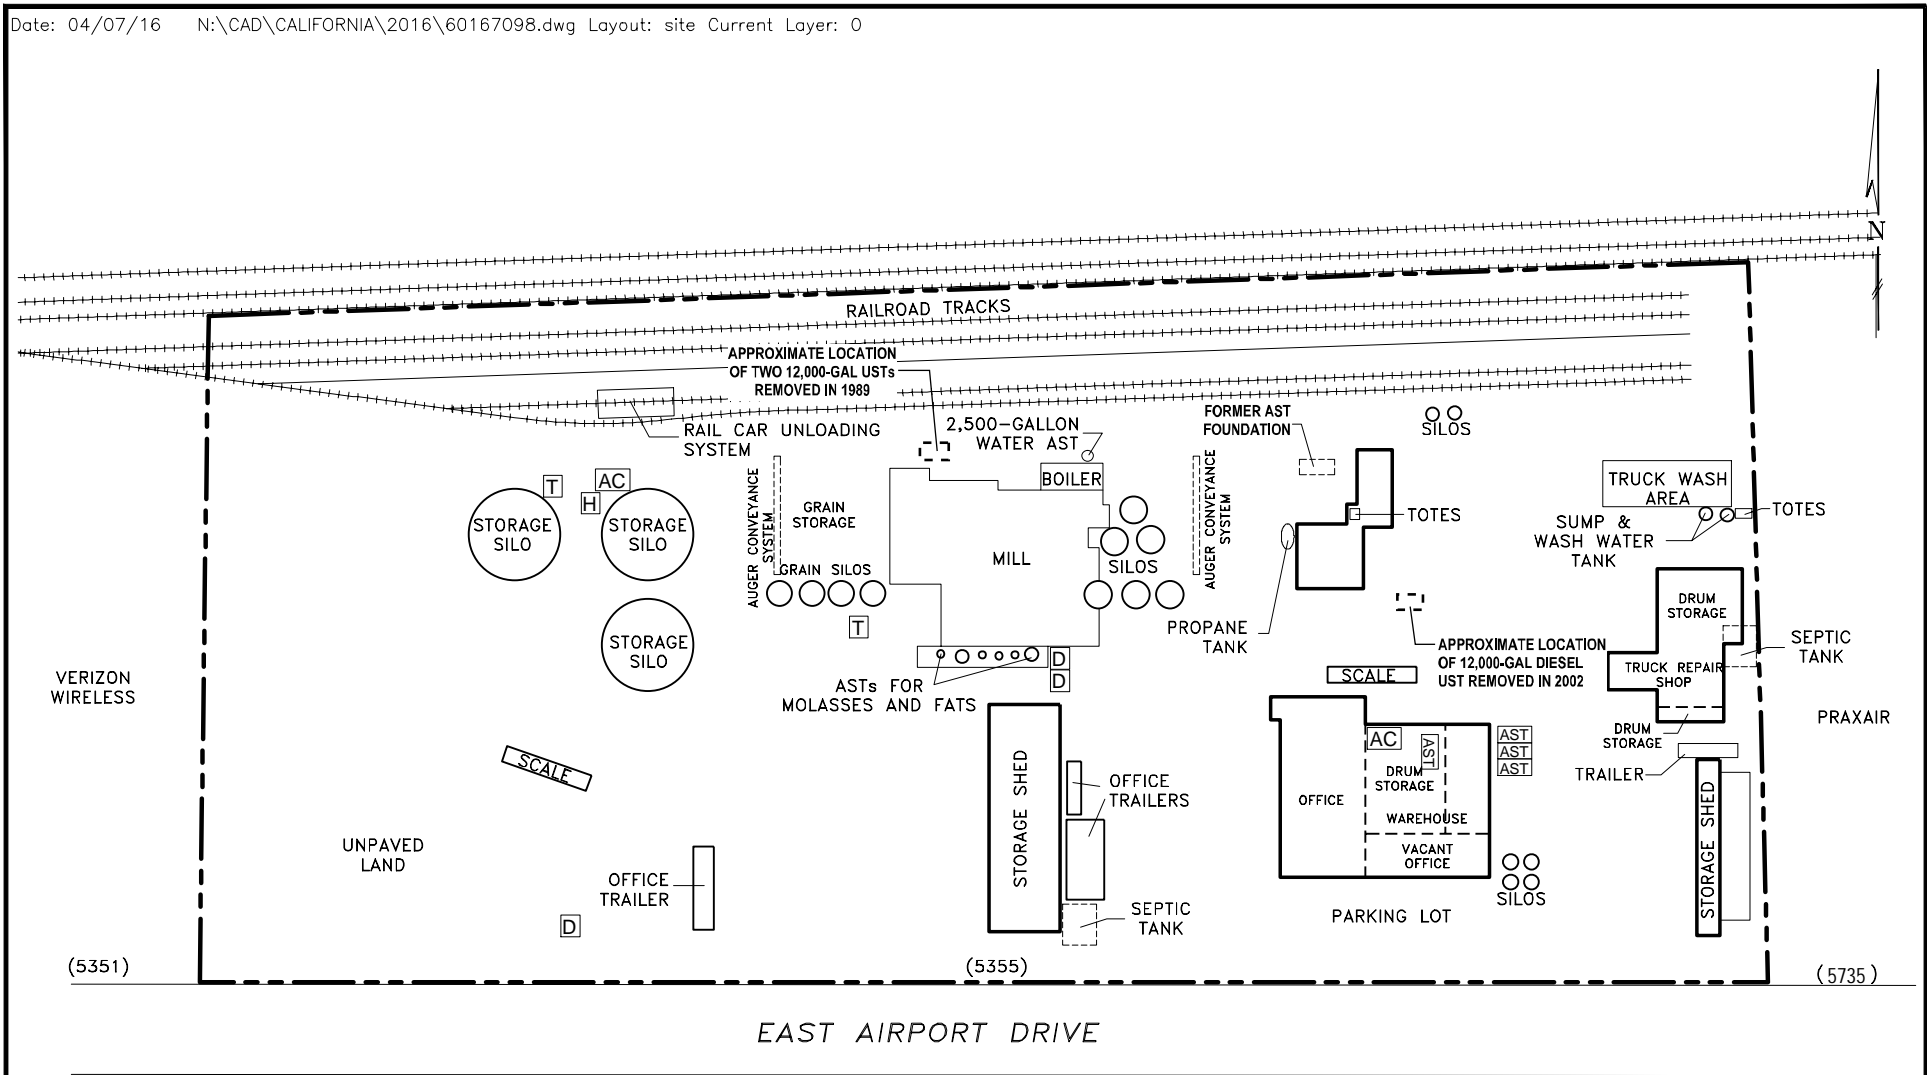 Date: 04/07/16 N:\CAD\CALIFORNIA\2016\60167098.dwg Layout: site Current Layer: 0
N
RAILROAD TRACKS
APPROXIMATE LOCATION
OF TWO 12,000-GAL USTs
REMOVED IN 1989
RAIL CAR UNLOADING
SYSTEM
2,500-GALLON
WATER AST
FORMER AST
FOUNDATION
SILOS
T
AC
H
STORAGE
SILO
STORAGE
SILO
STORAGE
SILO
AUGER CONVEYANCE
SYSTEM
GRAIN
STORAGE
GRAIN SILOS
T
BOILER
MILL
SILOS
AUGER CONVEYANCE
SYSTEM
TOTES
PROPANE
TANK
TRUCK WASH
AREA
TOTES
SUMP &
WASH WATER
TANK
APPROXIMATE LOCATION
OF 12,000-GAL DIESEL
UST REMOVED IN 2002
DRUM
STORAGE
TRUCK REPAIR
SHOP
SEPTIC
TANK
DRUM
STORAGE
TRAILER
STORAGE SHED
VERIZON
WIRELESS
PRAXAIR
D
D
ASTs FOR
MOLASSES AND FATS
SCALE
SCALE
STORAGE SHED
OFFICE
TRAILERS
SEPTIC
TANK
OFFICE
AC
AST
DRUM
STORAGE
WAREHOUSE
VACANT
OFFICE
AST
AST
AST
SILOS
UNPAVED
LAND
OFFICE
TRAILER
D
PARKING LOT
(5351)
(5355)
(5735)
EAST AIRPORT DRIVE